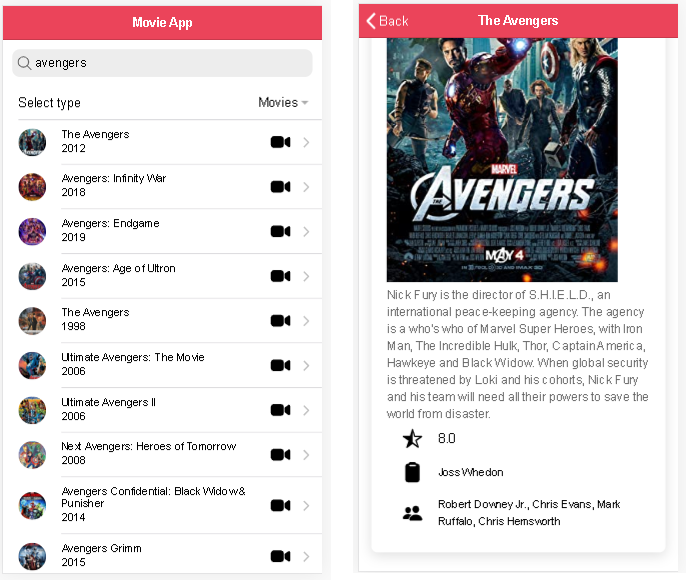 Movie App
avengers
Select type
Movies
The Avengers
2012
Avengers: Infinity War
2018
Avengers: Endgame
2019
Avengers: Age of Ultron
2015
The Avengers
1998
Ultimate Avengers: The Movie
2006
Ultimate Avengers II
2006
Next Avengers: Heroes of Tomorrow
2008
Avengers Confidential: Black Widow &
Punisher
2014
Avengers Grimm
2015
Back
The Avengers
MARVEL
THE AVENGERS
MAY 4
Nick Fury is the director of S.H.I.E.L.D., an
international peace-keeping agency. The agency
is a who's who of Marvel Super Heroes, with Iron
Man, The Incredible Hulk, Thor, Captain America,
Hawkeye and Black Widow. When global security
is threatened by Loki and his cohorts, Nick Fury
and his team will need all their powers to save the
world from disaster.
8.0
Joss Whedon
Robert Downey Jr., Chris Evans, Mark
Ruffalo, Chris Hemsworth